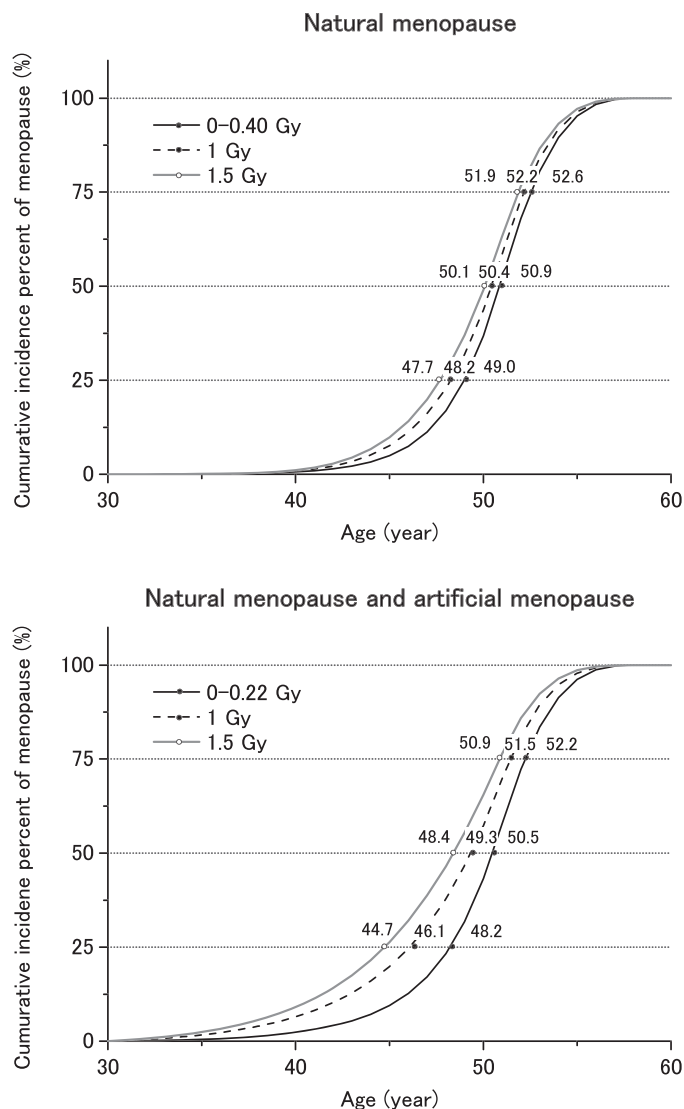 Natural menopause
Cumurative incidence percent of menopause (%)
100
75
50
25
0
0-0.40 Gy
1 Gy
1.5 Gy
51.9 52.2 52.6
50.1 50.4 50.9
47.7 48.2 49.0
30 40 50 60
Age (year)
Natural menopause and artificial menopause
Cumurative incidene percent of menopause (%)
100
75
50
25
0
0-0.22 Gy
1 Gy
1.5 Gy
50.9 51.5 52.2
48.4 49.3 50.5
44.7 46.1 48.2
30 40 50 60
Age (year)